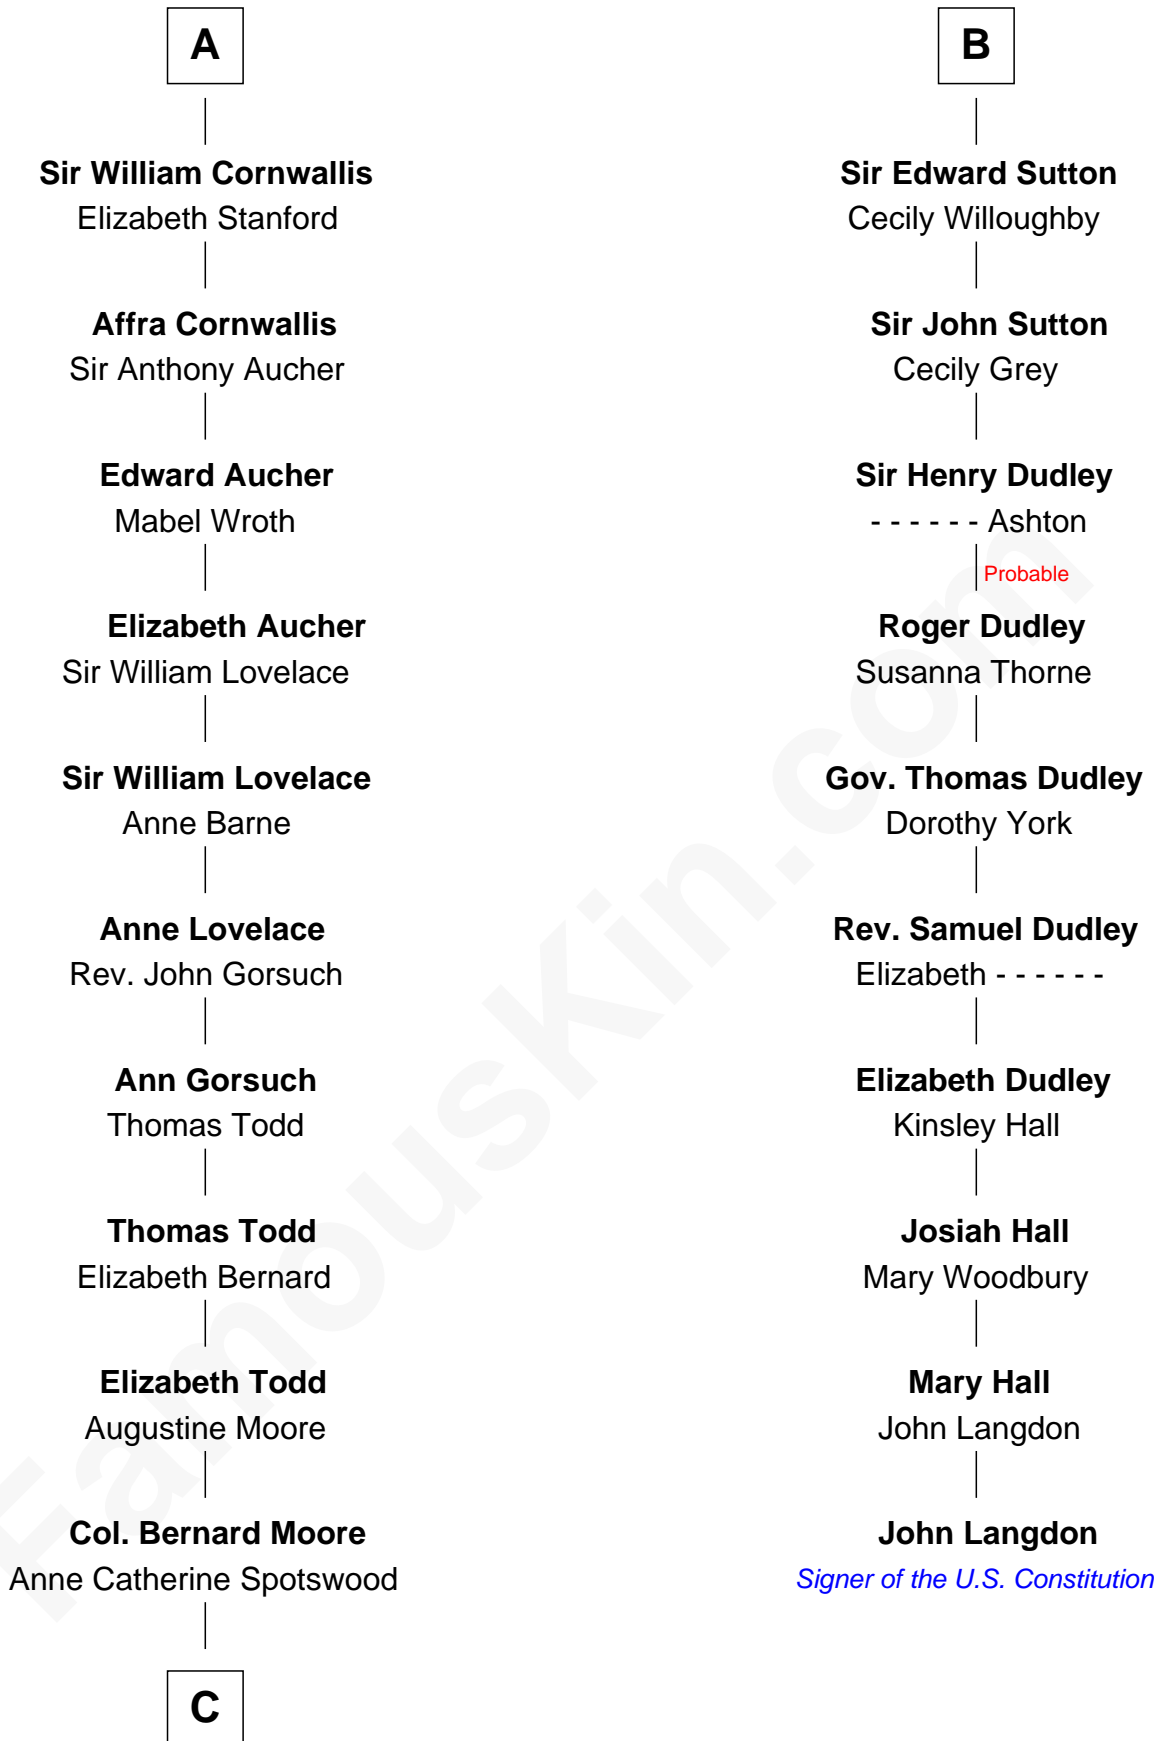 A
Sir William Cornwallis
Elizabeth Stanford
Affra Cornwallis
Sir Anthony Aucher
Edward Aucher
Mabel Wroth
Elizabeth Aucher
Sir William Lovelace
Sir William Lovelace
Anne Barne
Anne Lovelace
Rev. John Gorsuch
Ann Gorsuch
Thomas Todd
Thomas Todd
Elizabeth Bernard
Elizabeth Todd
Augustine Moore
Col. Bernard Moore
Anne Catherine Spotswood
C
B
Sir Edward Sutton
Cecily Willoughby
Sir John Sutton
Cecily Grey
Sir Henry Dudley
- - - - - - Ashton
Probable
Roger Dudley
Susanna Thorne
Gov. Thomas Dudley
Dorothy York
Rev. Samuel Dudley
Elizabeth - - - - - -
Elizabeth Dudley
Kinsley Hall
Josiah Hall
Mary Woodbury
Mary Hall
John Langdon
John Langdon
Signer of the U.S. Constitution
FamousKin.com